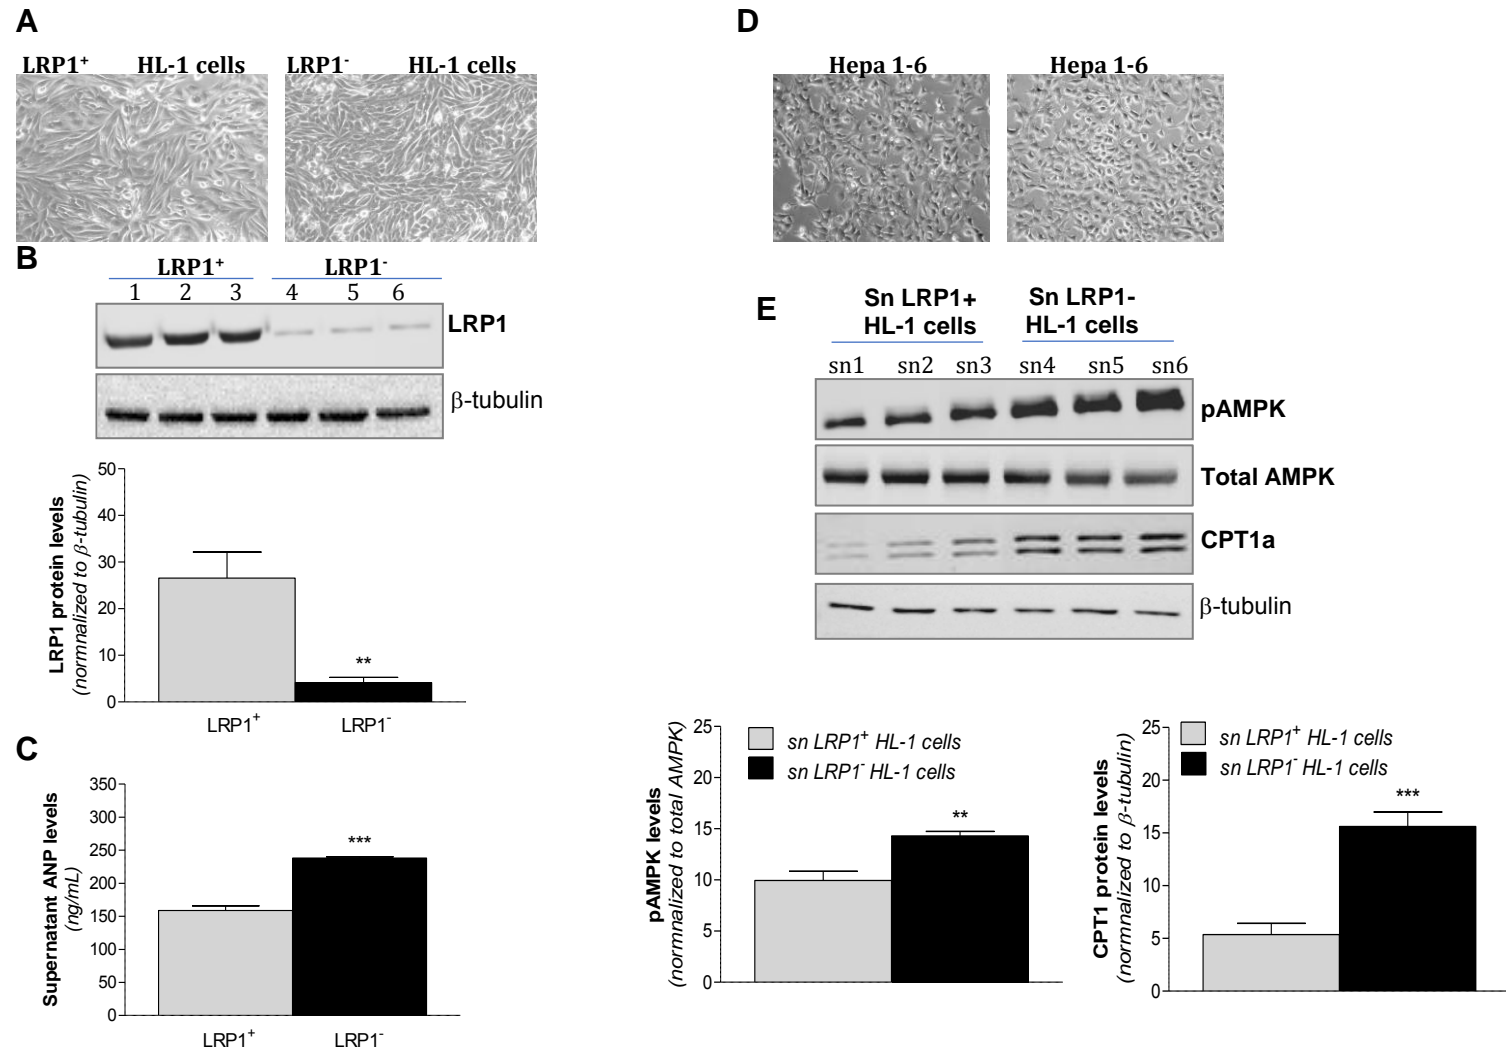 A
LRP1⁺ HL-1 cells LRP1⁻ HL-1 cells
B
LRP1⁺ LRP1⁻
1 2 3 4 5 6
LRP1
β-tubulin
LRP1 protein levels
(normnalized to β-tubulin)
50
40
30
20
10
0
**
LRP1⁺ LRP1⁻
C
Supernatant ANP levels
(ng/mL)
350
300
250
200
150
100
50
0
***
LRP1⁺ LRP1⁻
D
Hepa 1-6 Hepa 1-6
E
Sn LRP1+ Sn LRP1-
HL-1 cells HL-1 cells
sn1 sn2 sn3 sn4 sn5 sn6
pAMPK
Total AMPK
CPT1a
β-tubulin
pAMPK levels
(normnalized to total AMPK)
25
20
15
10
5
0
sn LRP1⁺ HL-1 cells
sn LRP1⁻ HL-1 cells
**
CPT1 protein levels
(normnalized to β-tubulin)
25
20
15
10
5
0
sn LRP1⁺ HL-1 cells
sn LRP1⁻ HL-1 cells
***